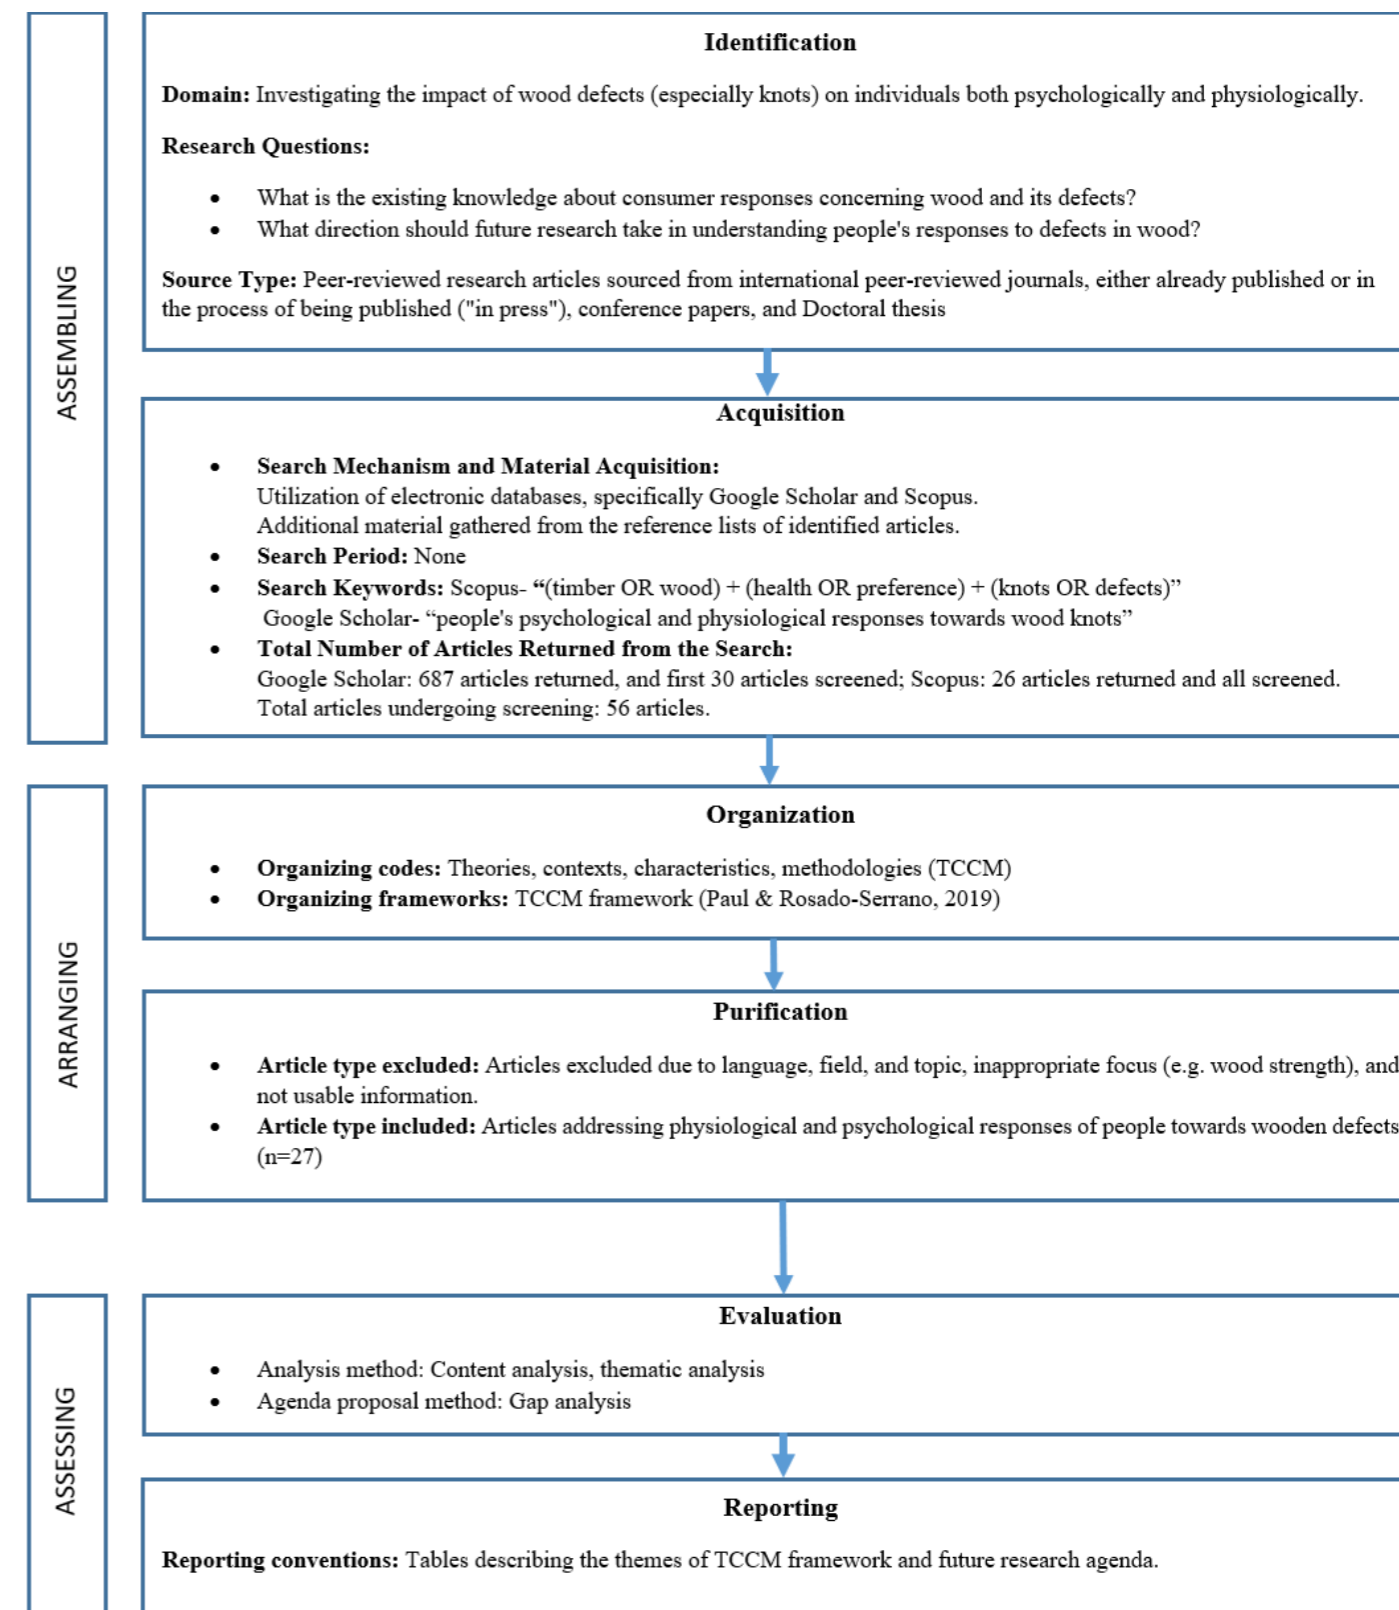 ASSEMBLING
Identification
Domain: Investigating the impact of wood defects (especially knots) on individuals both psychologically and physiologically.
Research Questions:
• What is the existing knowledge about consumer responses concerning wood and its defects?
• What direction should future research take in understanding people's responses to defects in wood?
Source Type: Peer-reviewed research articles sourced from international peer-reviewed journals, either already published or in
the process of being published ("in press"), conference papers, and Doctoral thesis
Acquisition
• Search Mechanism and Material Acquisition:
Utilization of electronic databases, specifically Google Scholar and Scopus.
Additional material gathered from the reference lists of identified articles.
• Search Period: None
• Search Keywords: Scopus- “(timber OR wood) + (health OR preference) + (knots OR defects)”
Google Scholar- “people's psychological and physiological responses towards wood knots”
• Total Number of Articles Returned from the Search:
Google Scholar: 687 articles returned, and first 30 articles screened; Scopus: 26 articles returned and all screened.
Total articles undergoing screening: 56 articles.
ARRANGING
Organization
• Organizing codes: Theories, contexts, characteristics, methodologies (TCCM)
• Organizing frameworks: TCCM framework (Paul & Rosado-Serrano, 2019)
Purification
• Article type excluded: Articles excluded due to language, field, and topic, inappropriate focus (e.g. wood strength), and
not usable information.
• Article type included: Articles addressing physiological and psychological responses of people towards wooden defects
(n=27)
ASSESSING
Evaluation
• Analysis method: Content analysis, thematic analysis
• Agenda proposal method: Gap analysis
Reporting
Reporting conventions: Tables describing the themes of TCCM framework and future research agenda.